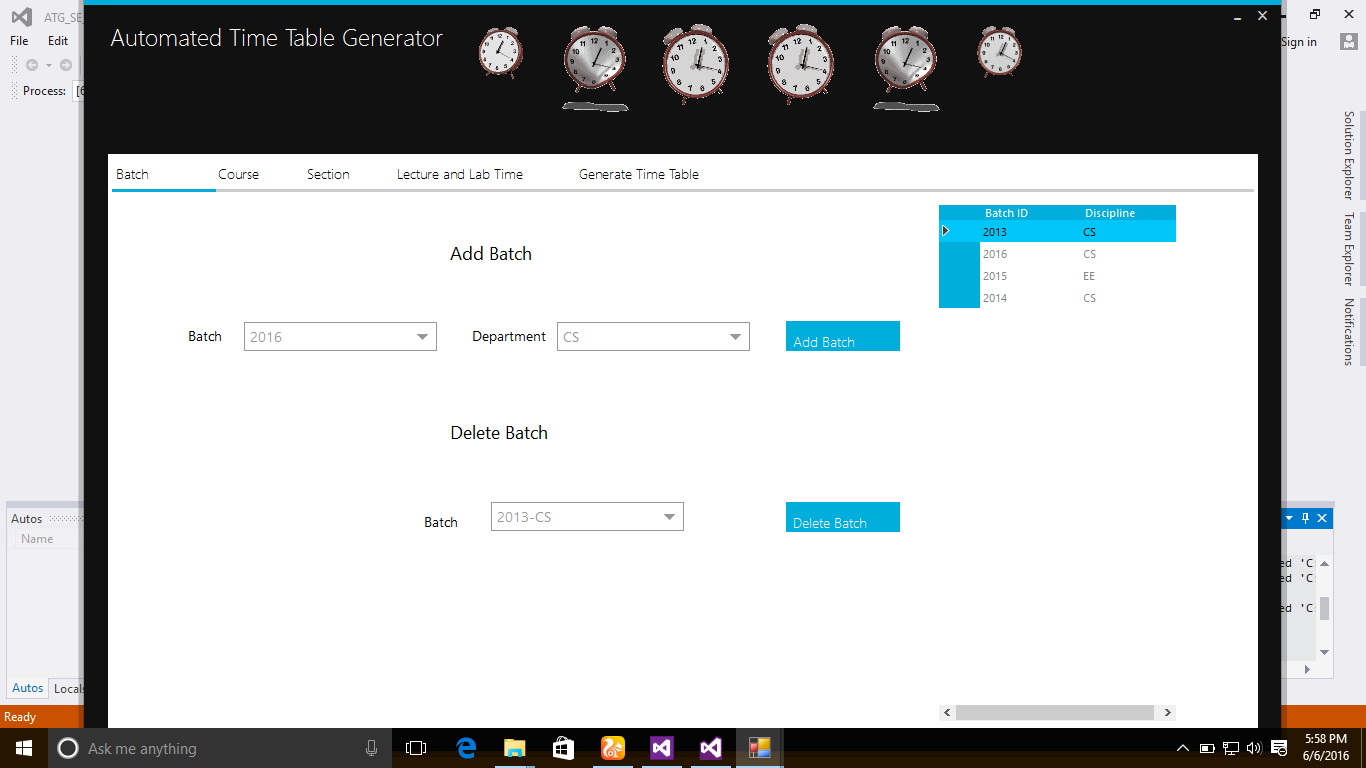 ATG_SE
File Edit
Sign in
Process: [6
Automated Time Table Generator
Batch Course Section Lecture and Lab Time Generate Time Table
Batch ID Discipline
2013 CS
2016 CS
2015 EE
2014 CS
Add Batch
Batch 2016 Department CS Add Batch
Delete Batch
Batch 2013-CS Delete Batch
Solution Explorer
Team Explorer
Notifications
Autos
Name
ed 'C
ed 'C
ed 'C
Autos Locals
Ready
Ask me anything
5:58 PM
6/6/2016